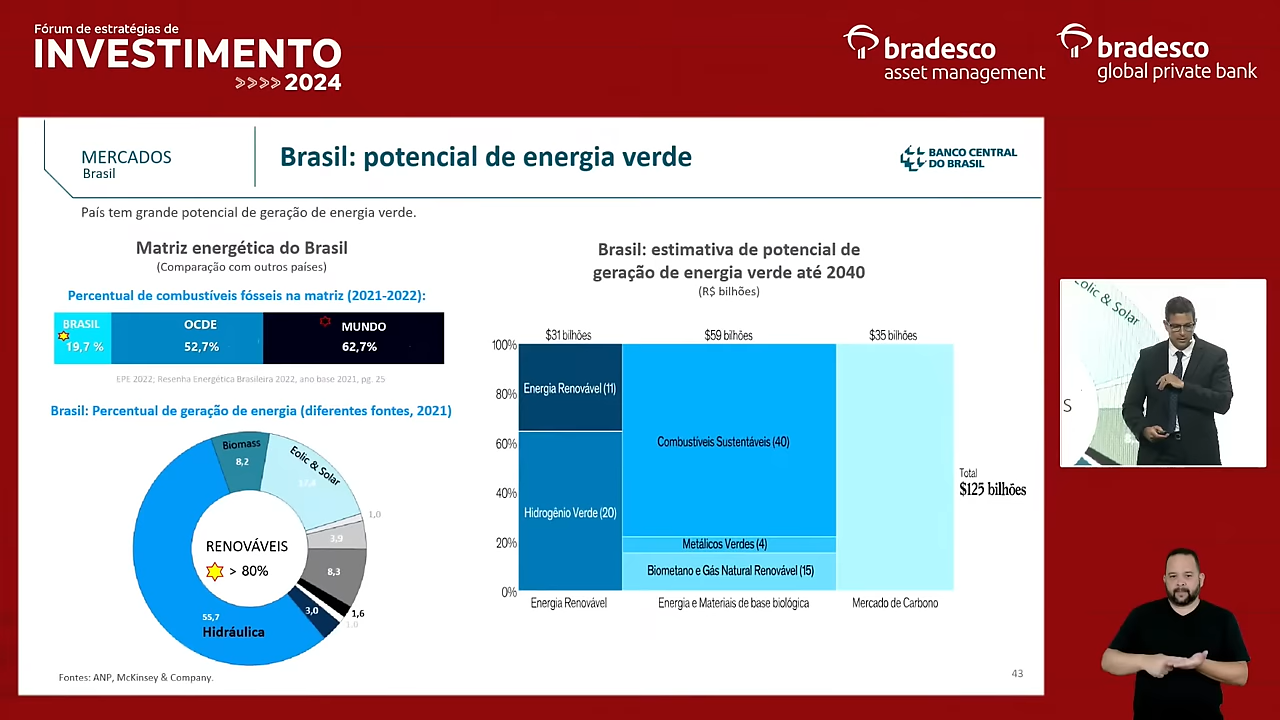 Fórum de estratégias de
INVESTIMENTO
>>>> 2024
bradesco
asset management
bradesco
global private bank
MERCADOS
Brasil
Brasil: potencial de energia verde
BANCO CENTRAL
DO BRASIL
País tem grande potencial de geração de energia verde.
Matriz energética do Brasil
(Comparação com outros países)
Percentual de combustíveis fósseis na matriz (2021-2022):
BRASIL
19,7 %
OCDE
52,7%
MUNDO
62,7%
EPE 2022; Resenha Energética Brasileira 2022, ano base 2021, pg. 25
Brasil: Percentual de geração de energia (diferentes fontes, 2021)
Biomass
8,2
Eolic & Solar
1,0
3,9
8,3
1,6
1,0
3,0
RENOVÁVEIS
> 80%
55,7
Hidráulica
Fontes: ANP, McKinsey & Company.
Brasil: estimativa de potencial de
geração de energia verde até 2040
(R$ bilhões)
$31 bilhões
$59 bilhões
$35 bilhões
100%
80%
60%
40%
20%
0%
Energia Renovável (11)
Hidrogênio Verde (20)
Combustíveis Sustentáveis (40)
Metálicos Verdes (4)
Biometano e Gás Natural Renovável (15)
Energia Renovável
Energia e Materiais de base biológica
Mercado de Carbono
Total
$125 bilhões
43
Eolic & Solar
S